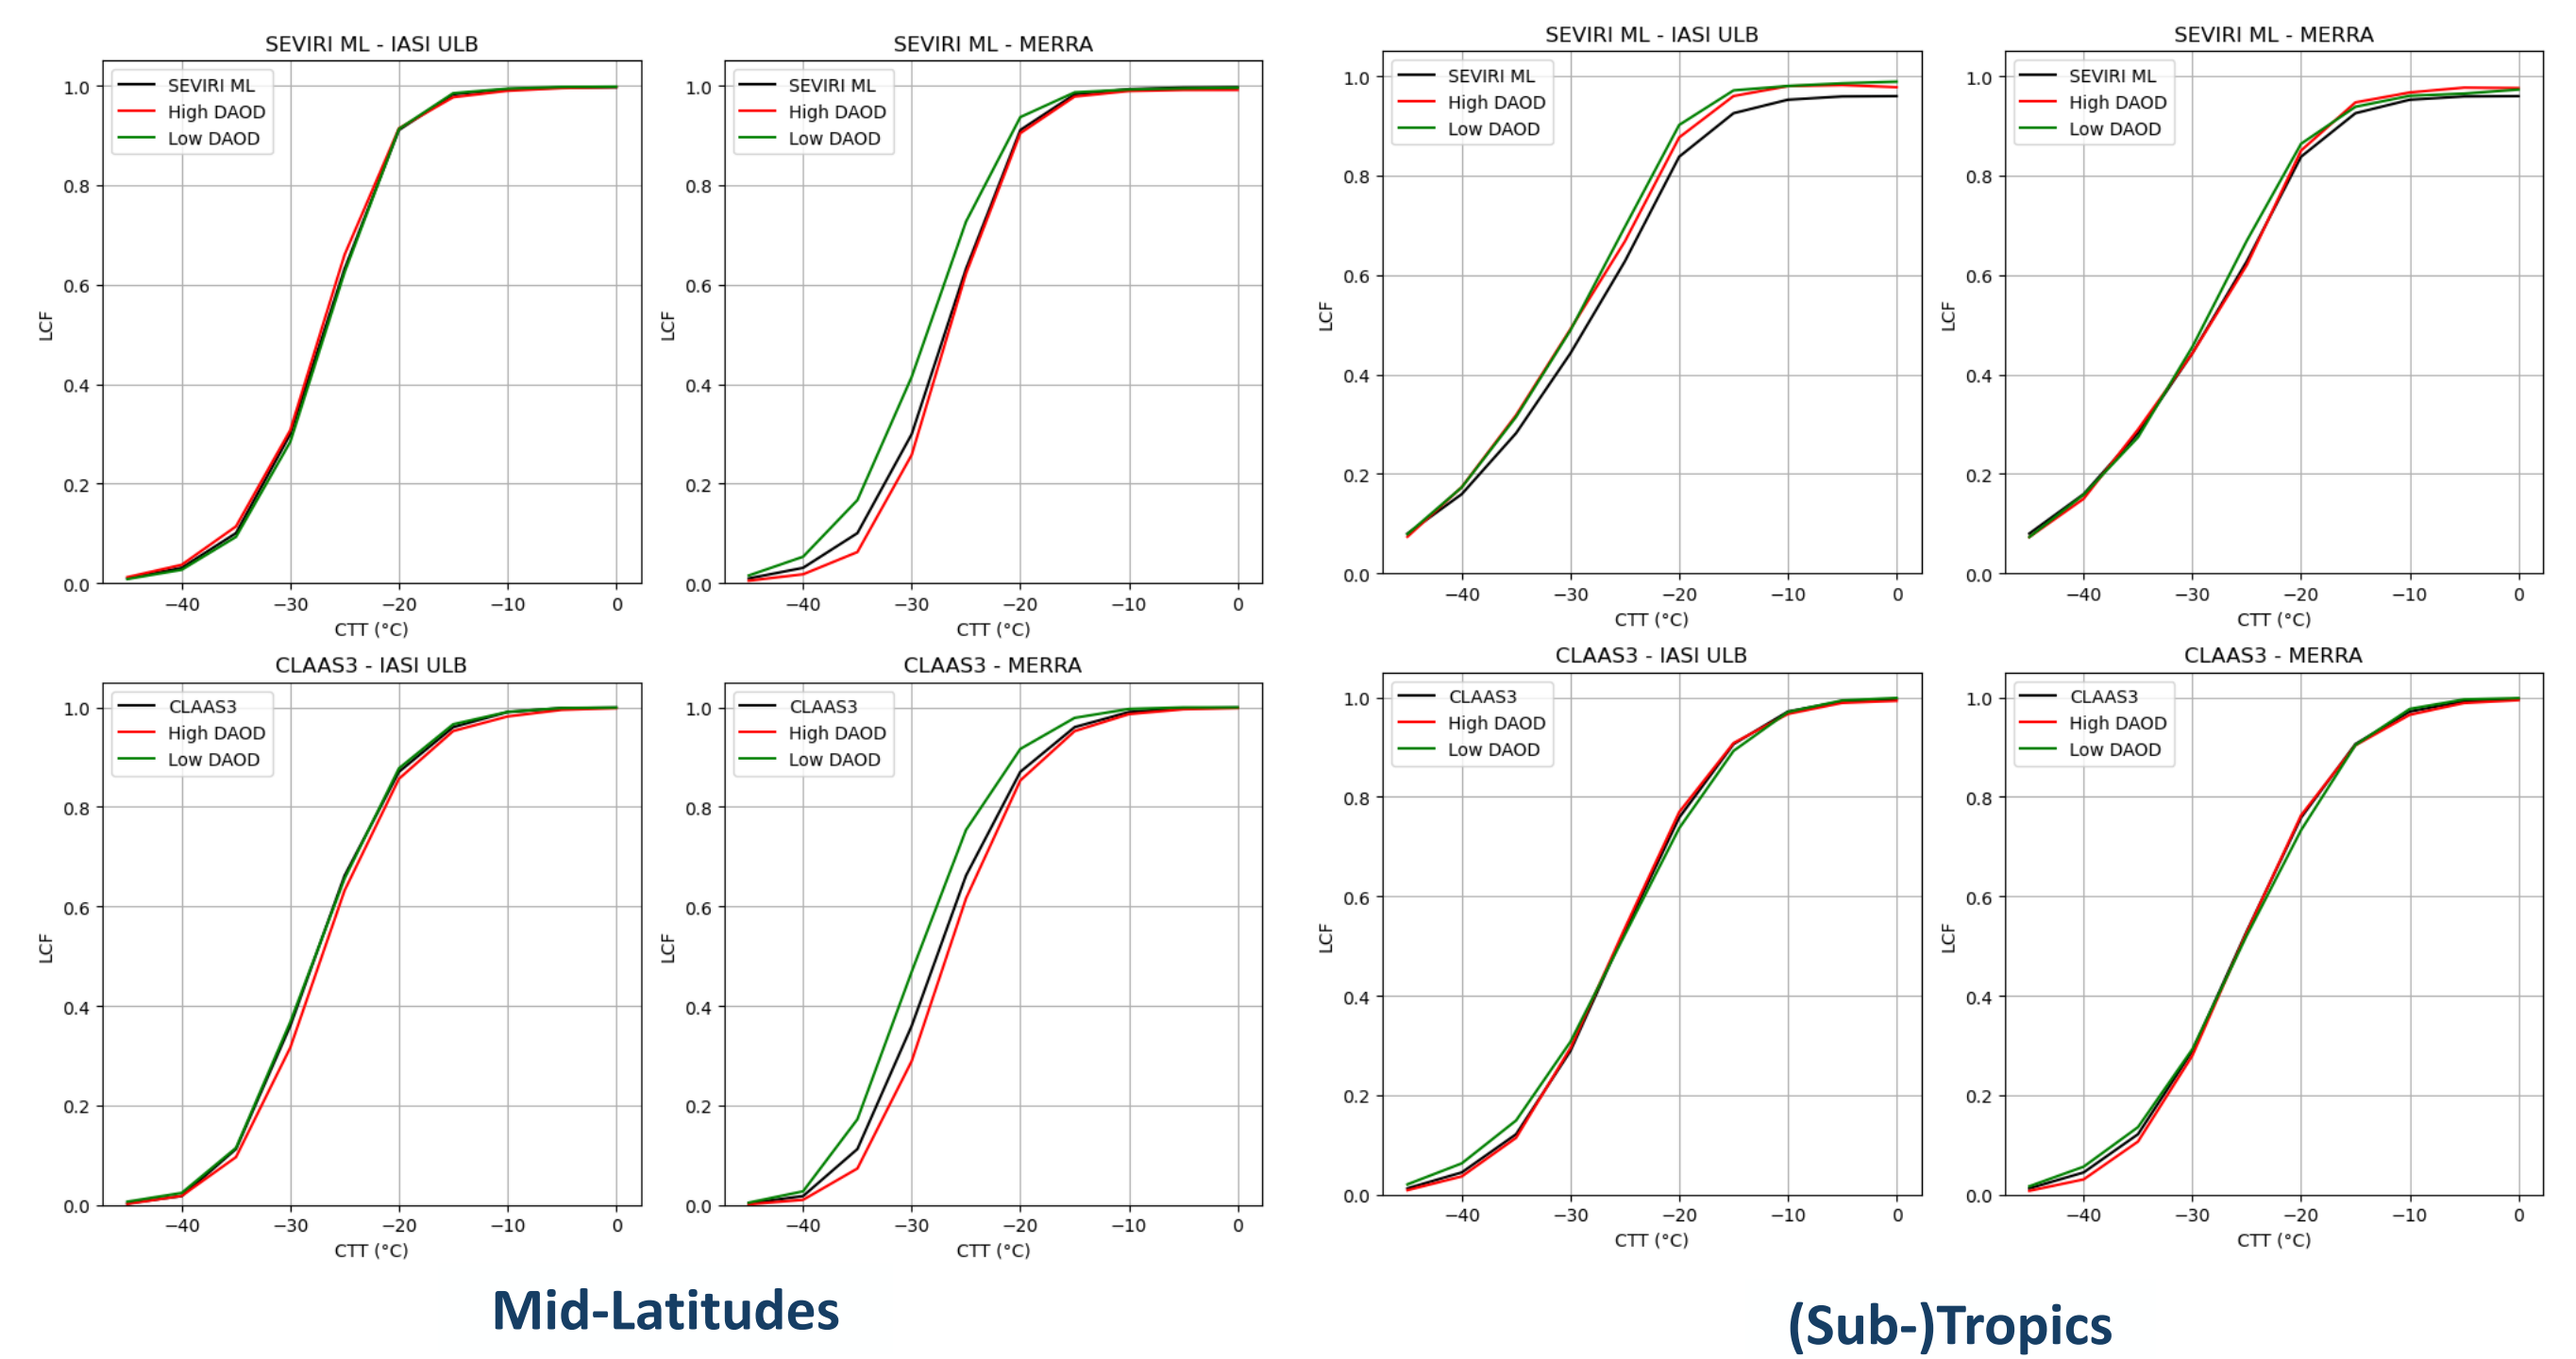 SEVIRI ML - IASI ULB
SEVIRI ML
High DAOD
Low DAOD
1.0
0.8
0.6
0.4
0.2
0.0
LCF
−40 −30 −20 −10 0
CTT (°C)
SEVIRI ML - MERRA
SEVIRI ML
High DAOD
Low DAOD
1.0
0.8
0.6
0.4
0.2
0.0
LCF
−40 −30 −20 −10 0
CTT (°C)
SEVIRI ML - IASI ULB
SEVIRI ML
High DAOD
Low DAOD
1.0
0.8
0.6
0.4
0.2
0.0
LCF
−40 −30 −20 −10 0
CTT (°C)
SEVIRI ML - MERRA
SEVIRI ML
High DAOD
Low DAOD
1.0
0.8
0.6
0.4
0.2
0.0
LCF
−40 −30 −20 −10 0
CTT (°C)
CLAAS3 - IASI ULB
CLAAS3
High DAOD
Low DAOD
1.0
0.8
0.6
0.4
0.2
0.0
LCF
−40 −30 −20 −10 0
CTT (°C)
CLAAS3 - MERRA
CLAAS3
High DAOD
Low DAOD
1.0
0.8
0.6
0.4
0.2
0.0
LCF
−40 −30 −20 −10 0
CTT (°C)
CLAAS3 - IASI ULB
CLAAS3
High DAOD
Low DAOD
1.0
0.8
0.6
0.4
0.2
0.0
LCF
−40 −30 −20 −10 0
CTT (°C)
CLAAS3 - MERRA
CLAAS3
High DAOD
Low DAOD
1.0
0.8
0.6
0.4
0.2
0.0
LCF
−40 −30 −20 −10 0
CTT (°C)
Mid-Latitudes
(Sub-)Tropics